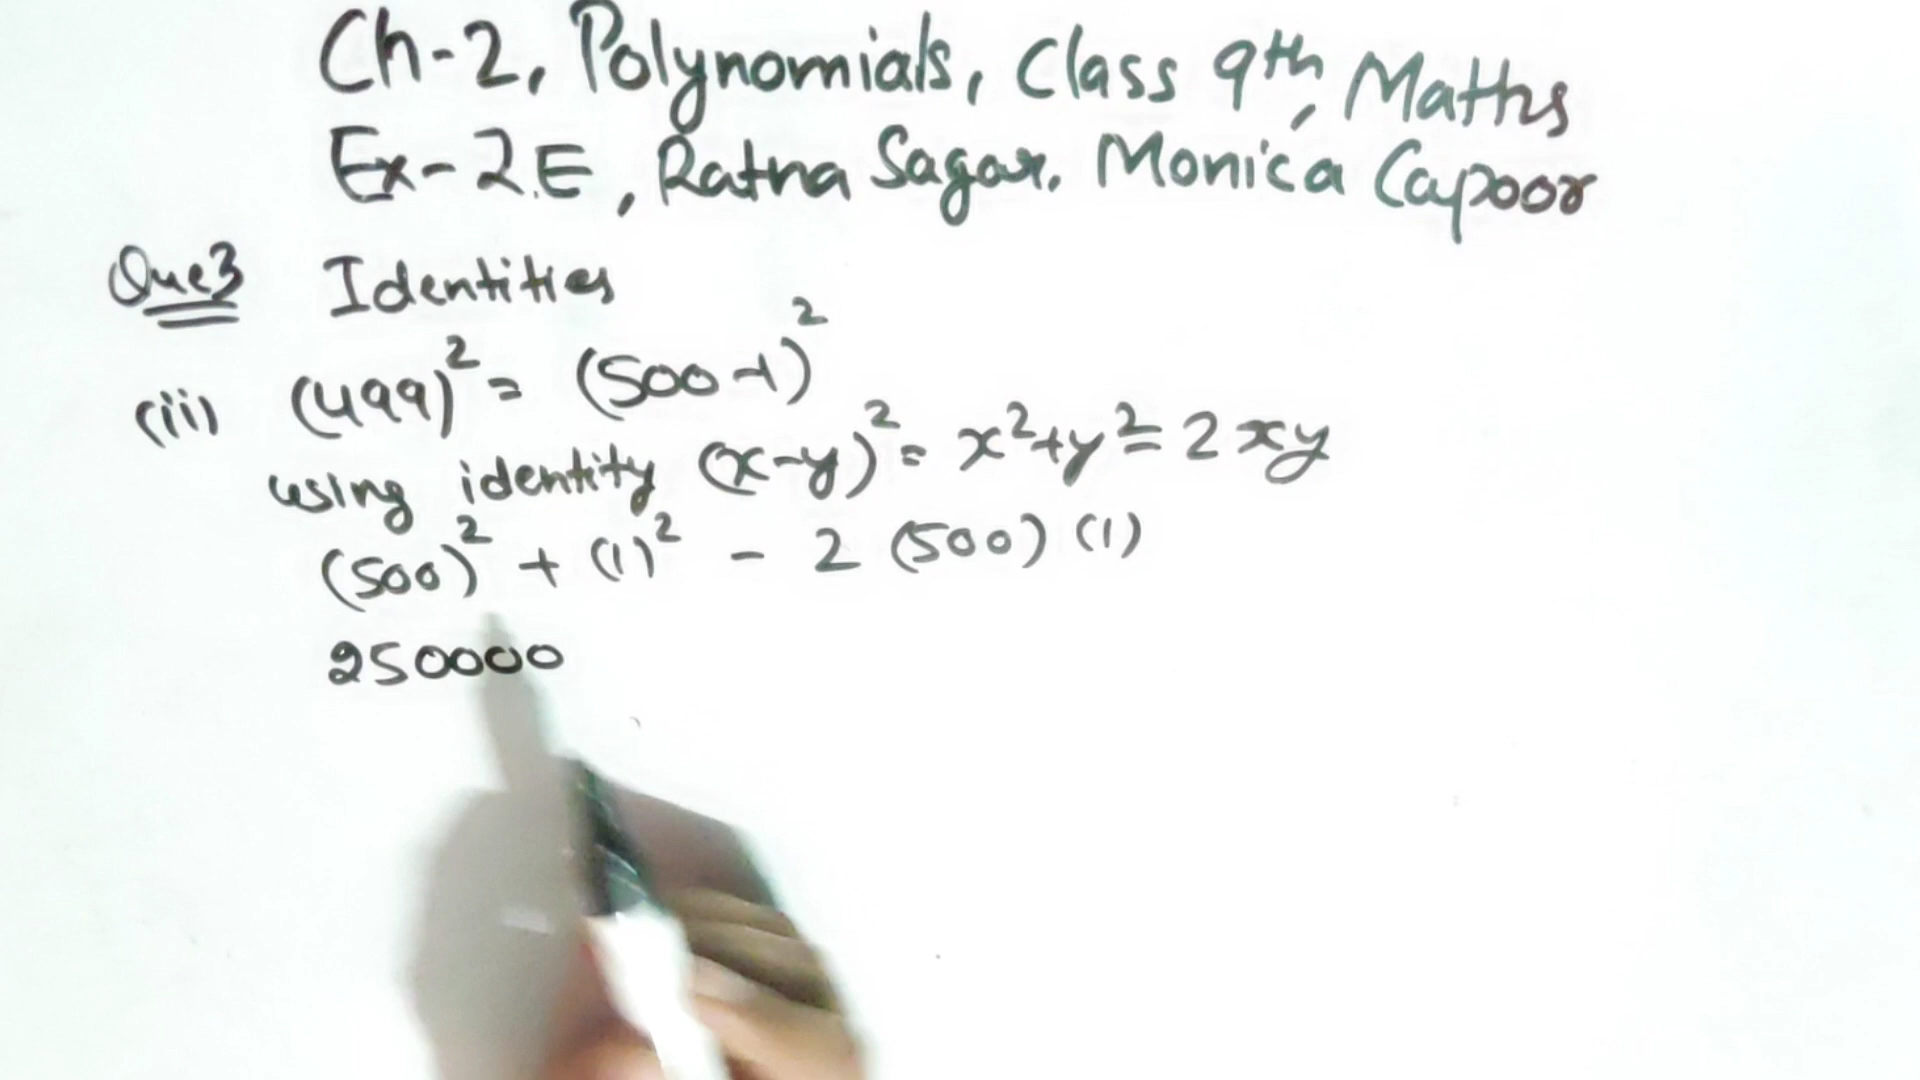 Ch-2, Polynomials, Class 9th, Maths
Ex-2E, Ratna Sagar, Monica Capoor
Que3 Identities
(ii) (499)² = (500-1)²
using identity (x-y)² = x²+y²=2xy
(500)² + (1)² - 2 (500) (1)
250000